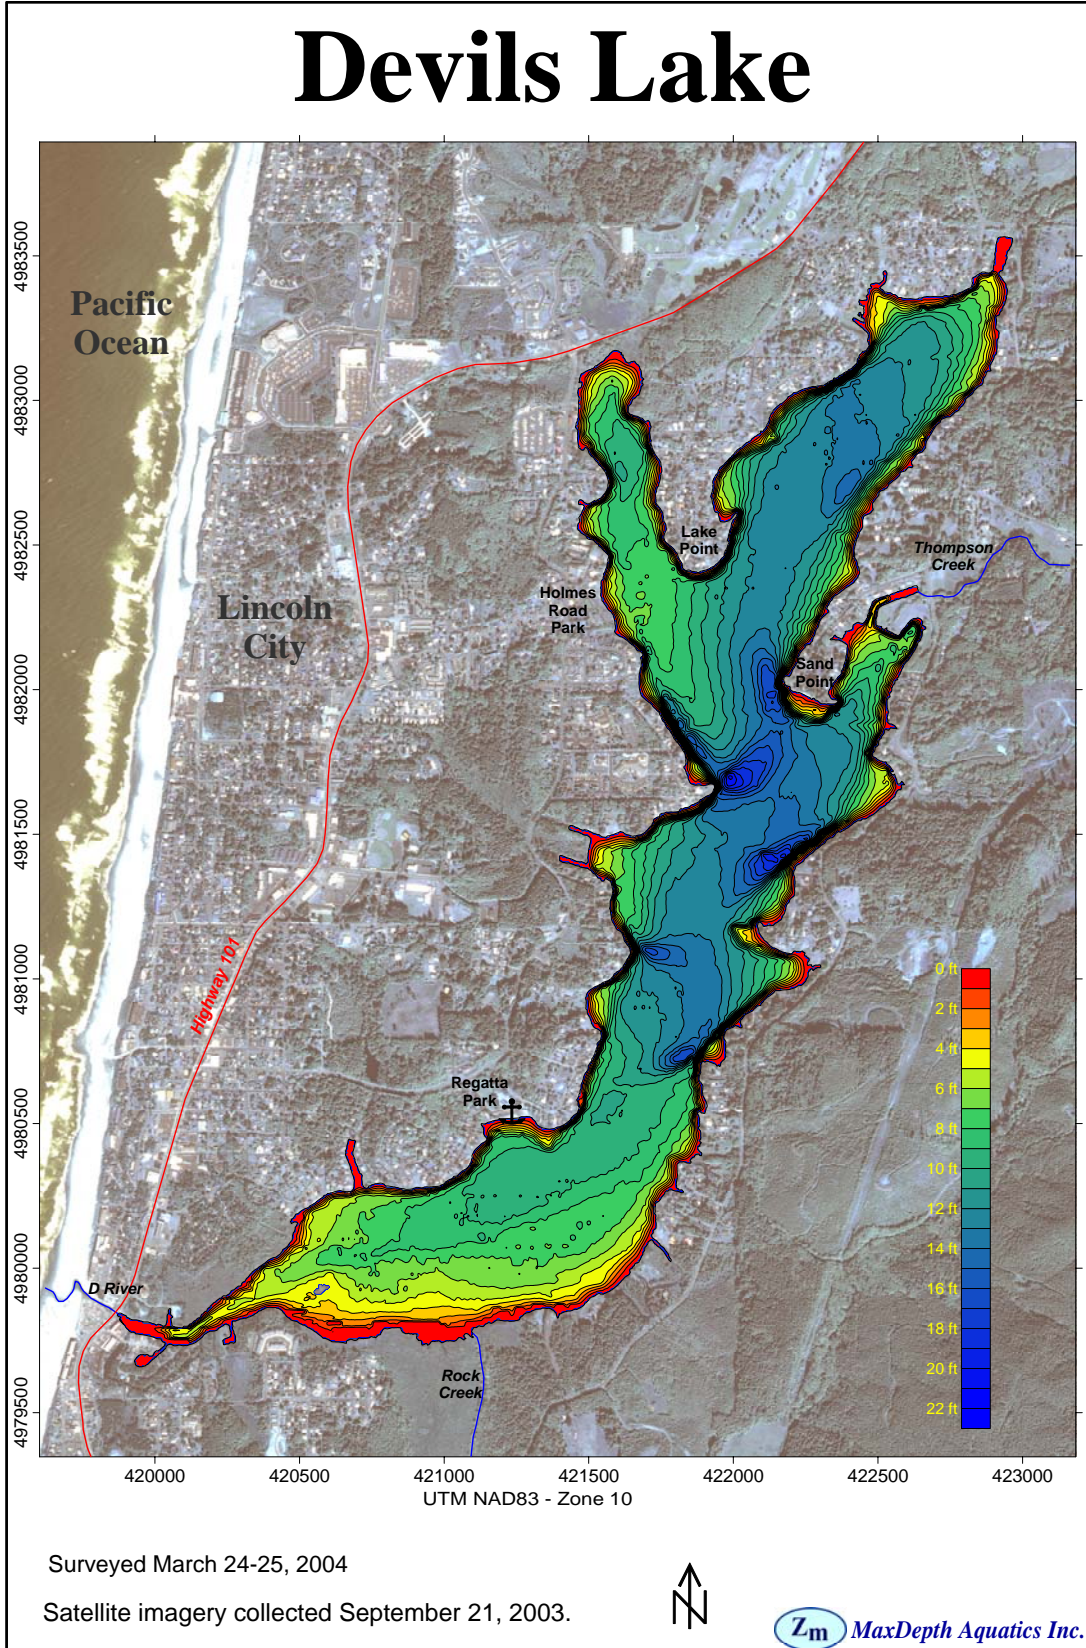 Devils Lake
Pacific
Ocean
Lincoln
City
Highway 101
Lake
Point
Holmes
Road
Park
Thompson
Creek
Sand
Point
Regatta
Park
D River
Rock
Creek
0 ft
2 ft
4 ft
6 ft
8 ft
10 ft
12 ft
14 ft
16 ft
18 ft
20 ft
22 ft
4983500
4983000
4982500
4982000
4981500
4981000
4980500
4980000
4979500
420000 420500 421000 421500 422000 422500 423000
UTM NAD83 - Zone 10
Surveyed March 24-25, 2004
Satellite imagery collected September 21, 2003.
N
Zm MaxDepth Aquatics Inc.